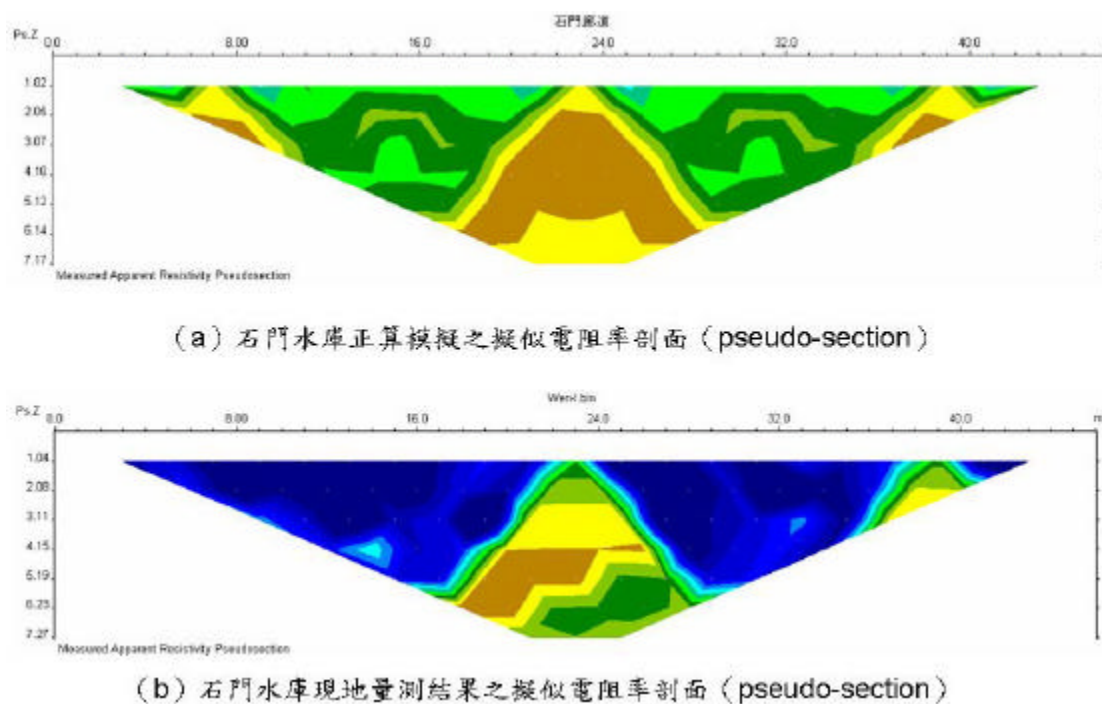 石門廊道
Ps.Z
0.0 8.00 16.0 24.0 32.0 40.0
1.02
2.05
3.07
4.10
5.12
6.14
7.17
Measured Apparent Resistivity Pseudosection
(a)石門水庫正算模擬之擬似電阻率剖面(pseudo-section)
Ps.Z
0.0 8.00 16.0 24.0 32.0 40.0 m
1.04
2.08
3.11
4.15
5.19
6.23
7.27
Measured Apparent Resistivity Pseudosection
(b)石門水庫現地量測結果之擬似電阻率剖面(pseudo-section)